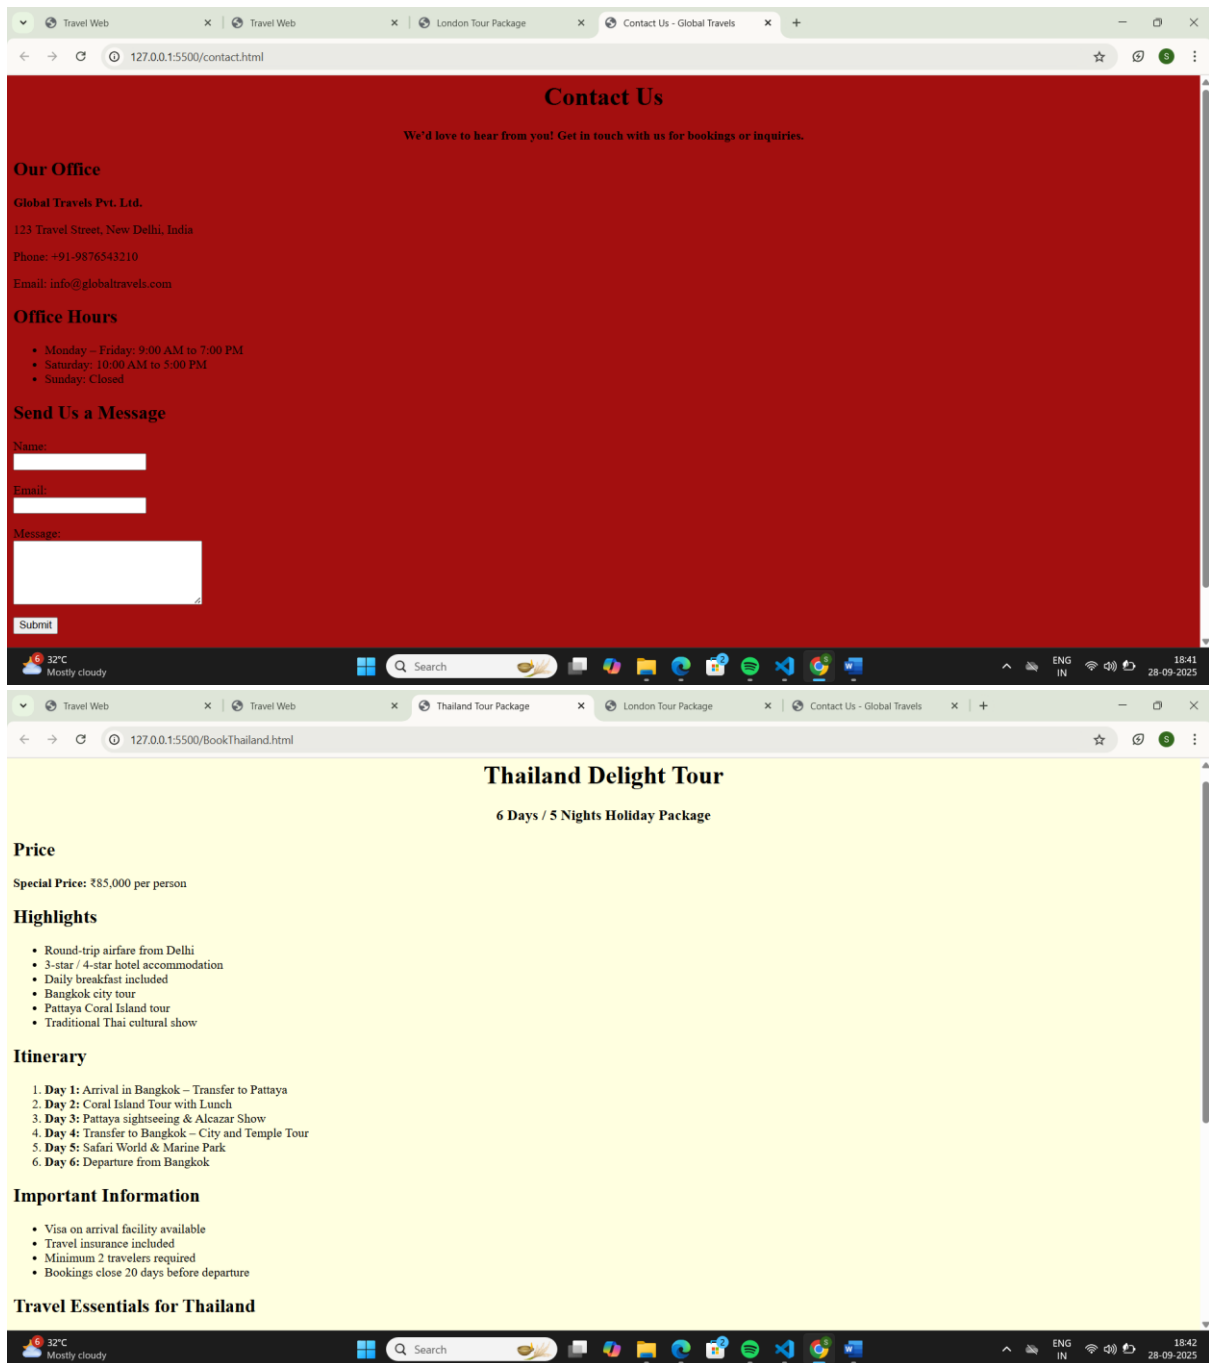 Travel Web
Travel Web
London Tour Package
Contact Us - Global Travels
127.0.0.1:5500/contact.html
S
Contact Us
We'd love to hear from you! Get in touch with us for bookings or inquiries.
Our Office
Global Travels Pvt. Ltd.
123 Travel Street, New Delhi, India
Phone: +91-9876543210
Email: info@globaltravels.com
Office Hours
• Monday – Friday: 9:00 AM to 7:00 PM
• Saturday: 10:00 AM to 5:00 PM
• Sunday: Closed
Send Us a Message
Name:
Email:
Message:
Submit
6
32°C
Mostly cloudy
Search
2
S
ENG
IN
18:41
28-09-2025
Travel Web
Travel Web
Thailand Tour Package
London Tour Package
Contact Us - Global Travels
127.0.0.1:5500/BookThailand.html
S
Thailand Delight Tour
6 Days / 5 Nights Holiday Package
Price
Special Price: ₹85,000 per person
Highlights
• Round-trip airfare from Delhi
• 3-star / 4-star hotel accommodation
• Daily breakfast included
• Bangkok city tour
• Pattaya Coral Island tour
• Traditional Thai cultural show
Itinerary
1. Day 1: Arrival in Bangkok – Transfer to Pattaya
2. Day 2: Coral Island Tour with Lunch
3. Day 3: Pattaya sightseeing & Alcazar Show
4. Day 4: Transfer to Bangkok – City and Temple Tour
5. Day 5: Safari World & Marine Park
6. Day 6: Departure from Bangkok
Important Information
• Visa on arrival facility available
• Travel insurance included
• Minimum 2 travelers required
• Bookings close 20 days before departure
Travel Essentials for Thailand
6
32°C
Mostly cloudy
Search
2
S
ENG
IN
18:42
28-09-2025